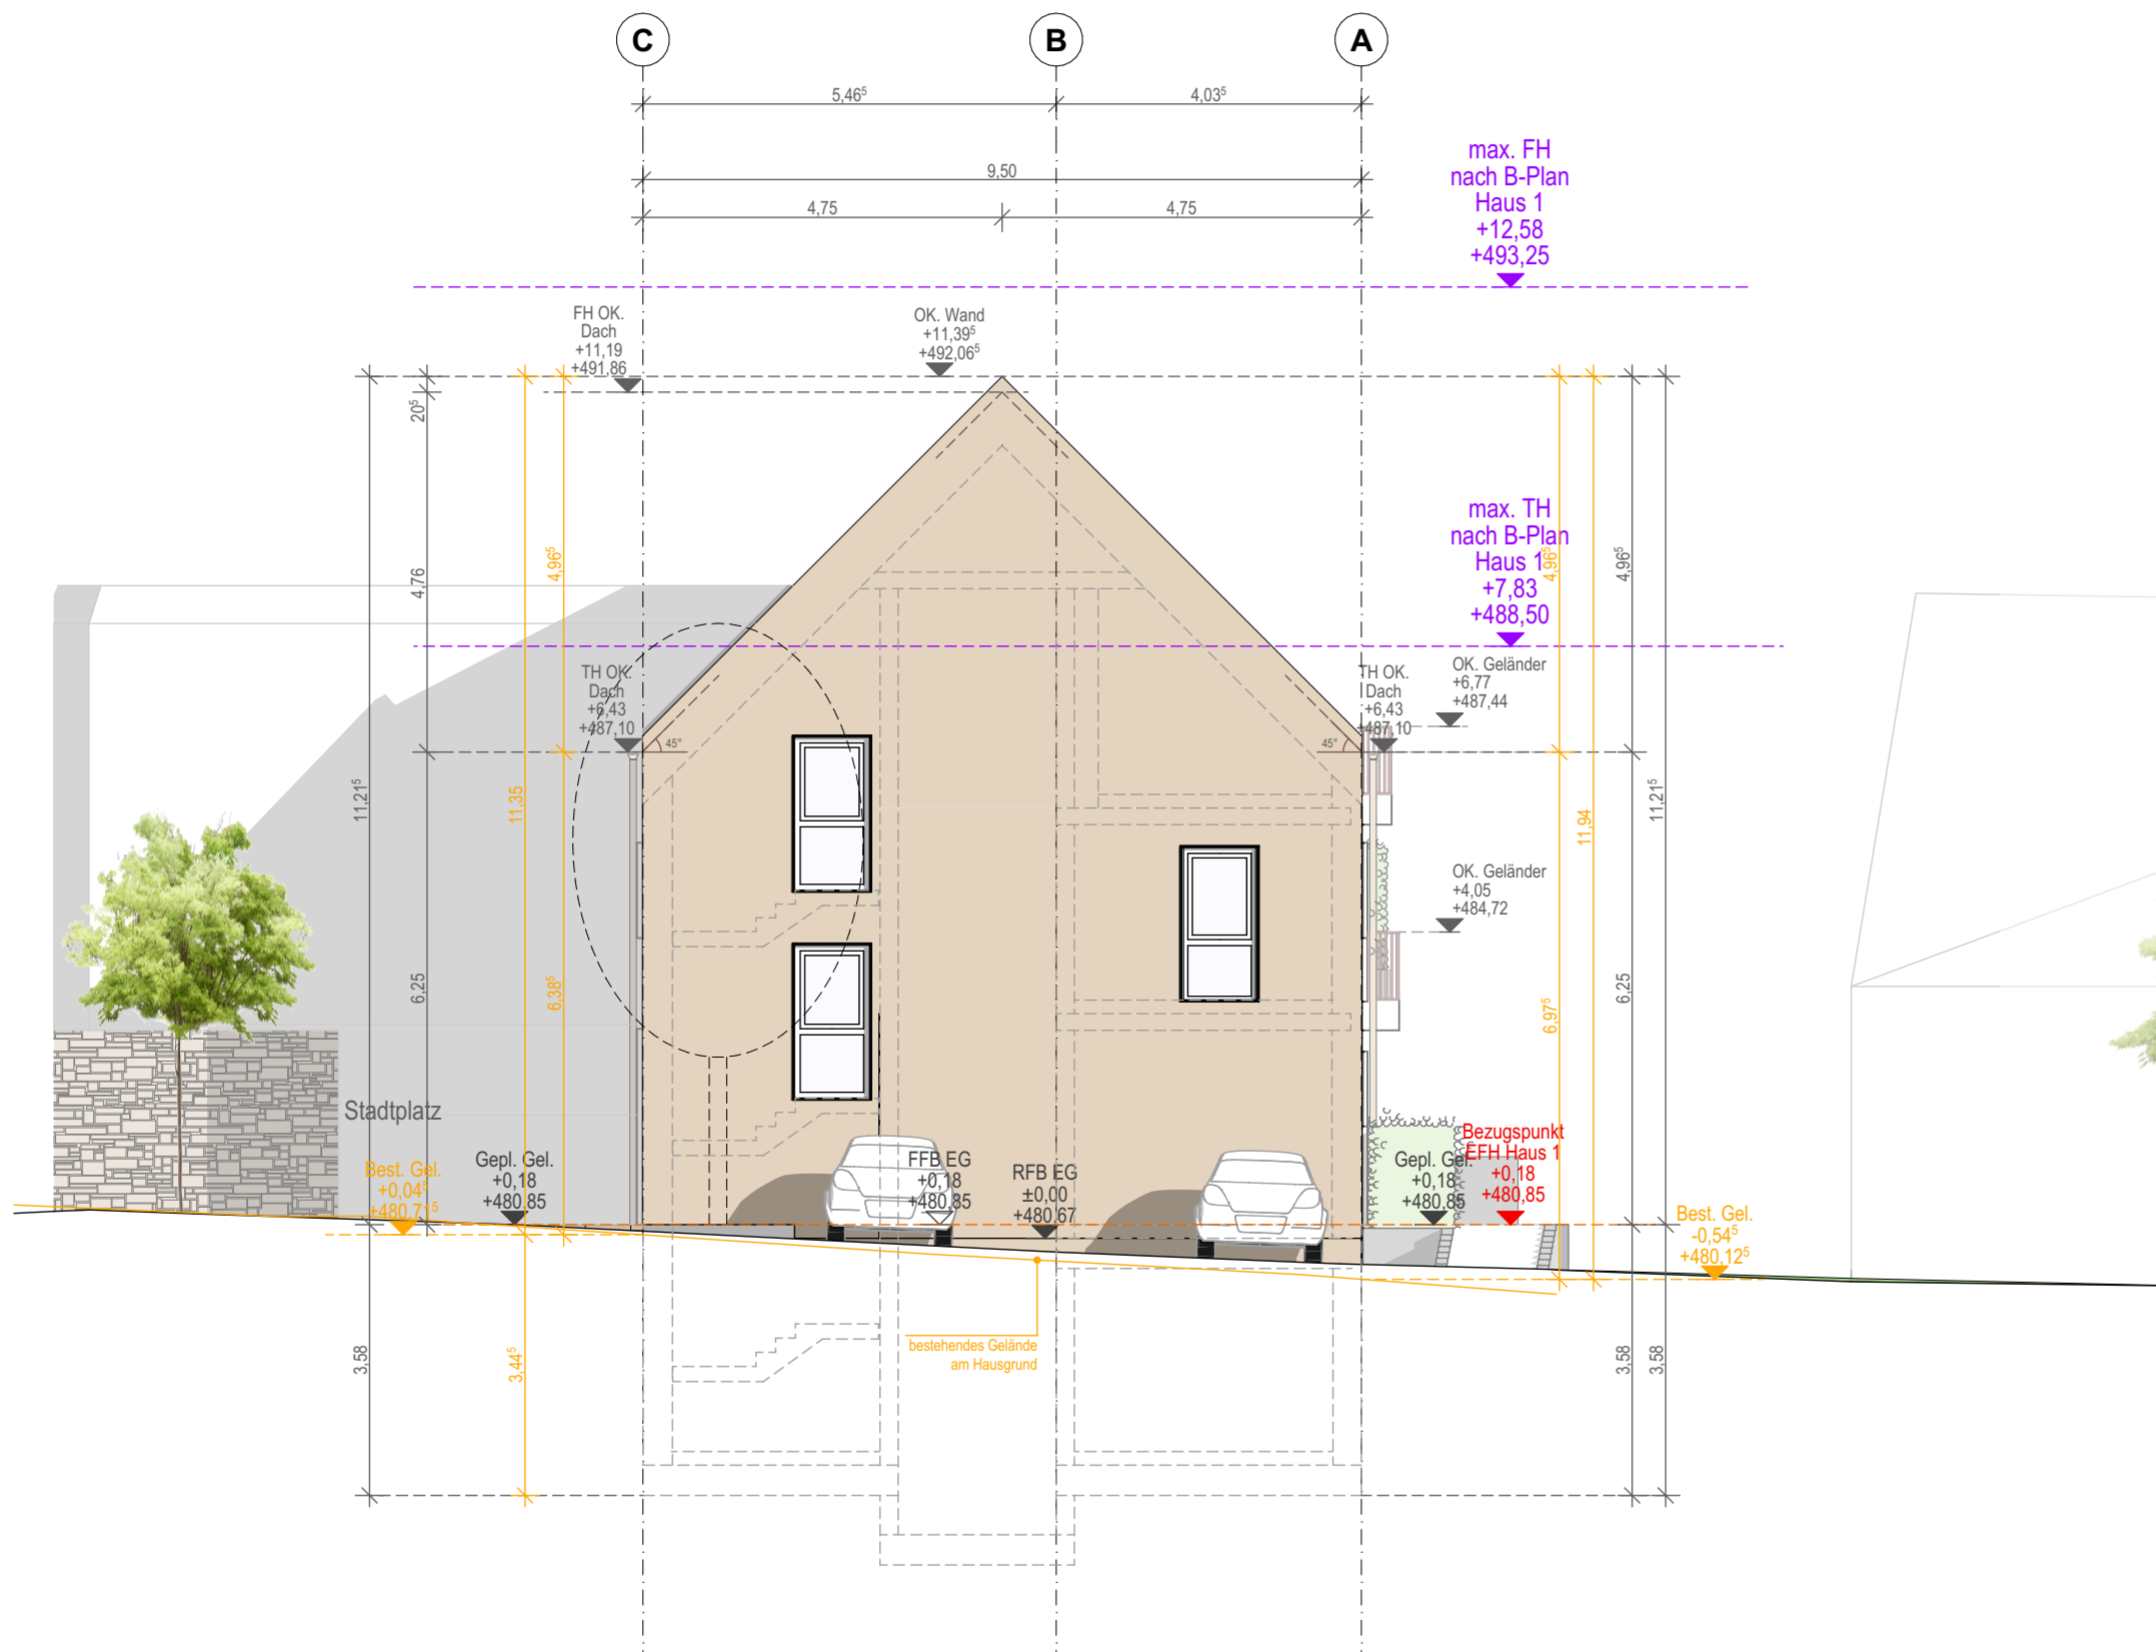 C
B
A
5,46⁵
4,03⁵
9,50
4,75
4,75
max. FH
nach B-Plan
Haus 1
+12,58
+493,25
FH OK.
Dach
+11,19
+491,86
OK. Wand
+11,39⁵
+492,06⁵
20⁵
4,76
6,25
11,21⁵
3,58
11,35
3,44⁵
4,96⁵
6,38⁵
max. TH
nach B-Plan
Haus 1
+7,83
+488,50
4,96⁵
6,97⁵
11,94
4,96⁵
6,25
3,58
11,21⁵
3,58
TH OK.
Dach
+6,43
+487,10
45°
45°
TH OK.
Dach
+6,43
+487,10
OK. Geländer
+6,77
+487,44
OK. Geländer
+4,05
+484,72
Stadtplatz
Best. Gel.
+0,04⁵
+480,71⁵
Gepl. Gel.
+0,18
+480,85
FFB EG
+0,18
+480,85
RFB EG
±0,00
+480,67
Gepl. Gel.
+0,18
+480,85
Bezugspunkt
EFH Haus 1
+0,18
+480,85
Best. Gel.
-0,54⁵
+480,12⁵
bestehendes Gelände
am Hausgrund